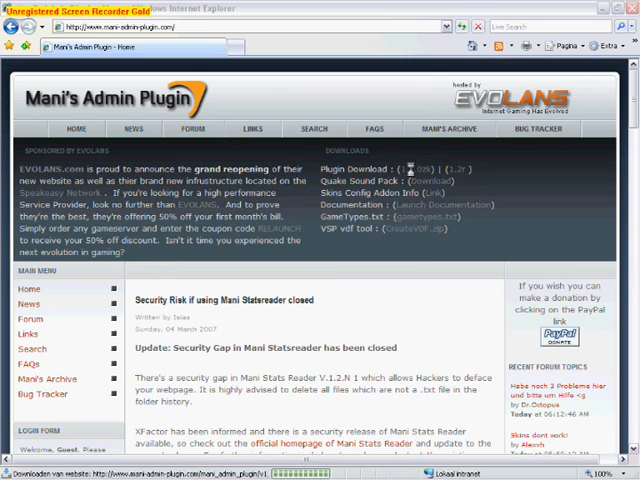 Unregistered Screen Recorder Gold
Windows Internet Explorer
http://www.mani-admin-plugin.com/
Live Search
Mani's Admin Plugin - Home
Pagina
Extra
Mani's Admin Plugin
hosted by
EVOLANS
Internet Gaming Has Evolved
HOME NEWS FORUM LINKS SEARCH FAQS MANI'S ARCHIVE BUG TRACKER
SPONSORED BY EVOLANS
EVOLANS.com is proud to announce the grand reopening of their
new website as well as thier brand new infrustructure located on the
Speakeasy Network . If you're looking for a high performance
Service Provider, look no further than EVOLANS. And to prove
they're the best, they're offering 50% off your first month's bill.
Simply order any gameserver and enter the coupon code RELAUNCH
to receive your 50% off discount. Isn't it time you experienced the
next evolution in gaming?
DOWNLOADS
Plugin Download : ( ) | (1.2r )
Quake Sound Pack : (Download)
Skins Config Addon Info (Link)
Documentation : (Launch Documentation)
GameTypes.txt : (gametypes.txt)
VSP vdf tool : (CreateVDF.zip)
MAIN MENU
Home
News
Forum
Links
Search
FAQs
Mani's Archive
Bug Tracker
LOGIN FORM
Welcome, Guest. Please
Security Risk if using Mani Statsreader closed
Written by Islas
Sunday, 04 March 2007
Update: Security Gap in Mani Statsreader has been closed
There's a security gap in Mani Stats Reader V.1.2.N 1 which allows Hackers to deface
your webpage. It is highly advised to delete all files which are not a .txt file in the
folder history.
XFactor has been informed and there is a security release of Mani Stats Reader
available, so check out the official homepage of Mani Stats Reader and update to the
If you wish you can
make a donation by
clicking on the PayPal
link
PayPal
DONATE
RECENT FORUM TOPICS
Habe noch 3 Probleme hier
und bitte um Hilfe <g
by Dr.Octopus
Today at 06:12:46 AM
Skins dont work!
by Alexyh
Downloaden van website: http://www.mani-admin-plugin.com/mani_admin_plugin/v1
Lokaal intranet
100%